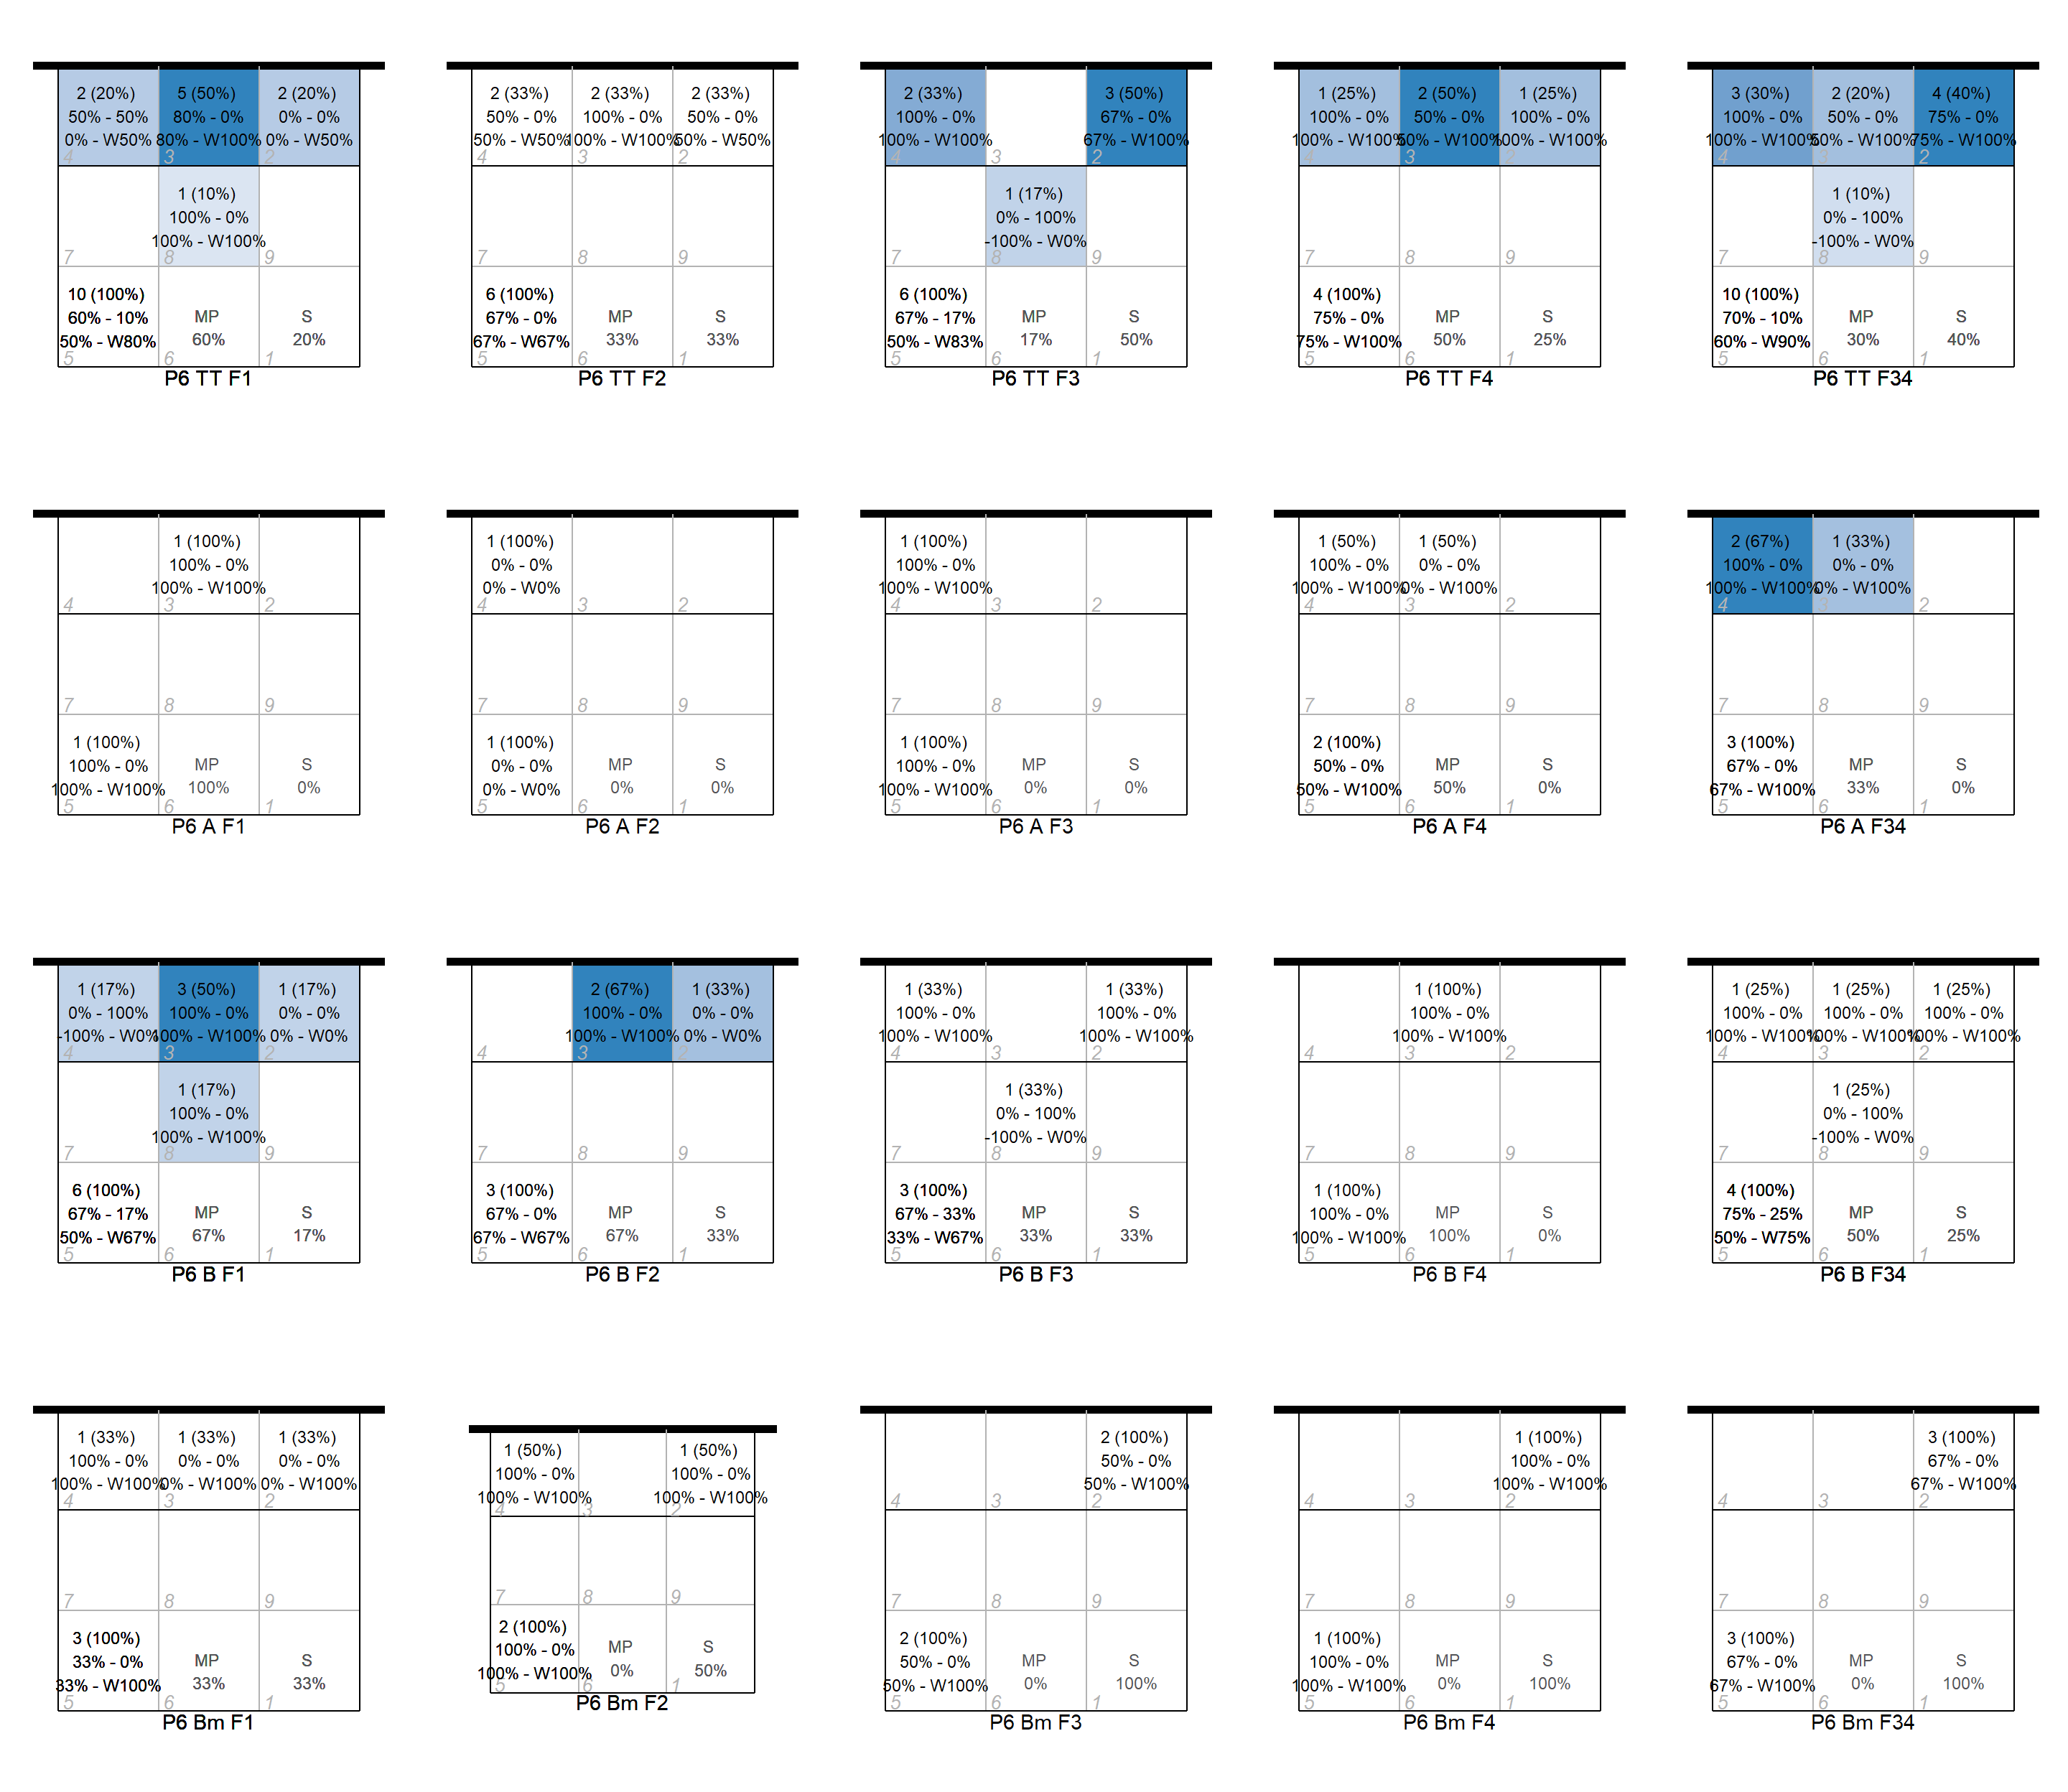 2 (20%)
50% - 50%
0% - W50%
4
5 (50%)
80% - 0%
80% - W100%
3
2 (20%)
0% - 0%
0% - W50%
2
7
1 (10%)
100% - 0%
100% - W100%
8
9
10 (100%)
60% - 10%
50% - W80%
5
MP
60%
6
S
20%
1
P6 TT F1
2 (33%)
50% - 0%
50% - W50%
4
2 (33%)
100% - 0%
100% - W100%
3
2 (33%)
50% - 0%
50% - W50%
2
7
8
9
6 (100%)
67% - 0%
67% - W67%
5
MP
33%
6
S
33%
1
P6 TT F2
2 (33%)
100% - 0%
100% - W100%
4
3
3 (50%)
67% - 0%
67% - W100%
2
7
1 (17%)
0% - 100%
-100% - W0%
8
9
6 (100%)
67% - 17%
50% - W83%
5
MP
17%
6
S
50%
1
P6 TT F3
1 (25%)
100% - 0%
100% - W100%
4
2 (50%)
50% - 0%
50% - W100%
3
1 (25%)
100% - 0%
100% - W100%
2
7
8
9
4 (100%)
75% - 0%
75% - W100%
5
MP
50%
6
S
25%
1
P6 TT F4
3 (30%)
100% - 0%
100% - W100%
4
2 (20%)
50% - 0%
50% - W100%
3
4 (40%)
75% - 0%
75% - W100%
2
7
1 (10%)
0% - 100%
-100% - W0%
8
9
10 (100%)
70% - 10%
60% - W90%
5
MP
30%
6
S
40%
1
P6 TT F34
4
1 (100%)
100% - 0%
100% - W100%
3
2
7
8
9
1 (100%)
100% - 0%
100% - W100%
5
MP
100%
6
S
0%
1
P6 A F1
1 (100%)
0% - 0%
0% - W0%
4
3
2
7
8
9
1 (100%)
0% - 0%
0% - W0%
5
MP
0%
6
S
0%
1
P6 A F2
1 (100%)
100% - 0%
100% - W100%
4
3
2
7
8
9
1 (100%)
100% - 0%
100% - W100%
5
MP
0%
6
S
0%
1
P6 A F3
1 (50%)
100% - 0%
100% - W100%
4
1 (50%)
0% - 0%
0% - W100%
3
2
7
8
9
2 (100%)
50% - 0%
50% - W100%
5
MP
50%
6
S
0%
1
P6 A F4
2 (67%)
100% - 0%
100% - W100%
4
1 (33%)
0% - 0%
0% - W100%
3
2
7
8
9
3 (100%)
67% - 0%
67% - W100%
5
MP
33%
6
S
0%
1
P6 A F34
1 (17%)
0% - 100%
-100% - W0%
4
3 (50%)
100% - 0%
100% - W100%
3
1 (17%)
0% - 0%
0% - W0%
2
7
1 (17%)
100% - 0%
100% - W100%
8
9
6 (100%)
67% - 17%
50% - W67%
5
MP
67%
6
S
17%
1
P6 B F1
4
2 (67%)
100% - 0%
100% - W100%
3
1 (33%)
0% - 0%
0% - W0%
2
7
8
9
3 (100%)
67% - 0%
67% - W67%
5
MP
67%
6
S
33%
1
P6 B F2
1 (33%)
100% - 0%
100% - W100%
4
3
1 (33%)
100% - 0%
100% - W100%
2
7
1 (33%)
0% - 100%
-100% - W0%
8
9
3 (100%)
67% - 33%
33% - W67%
5
MP
33%
6
S
33%
1
P6 B F3
4
1 (100%)
100% - 0%
100% - W100%
3
2
7
8
9
1 (100%)
100% - 0%
100% - W100%
5
MP
100%
6
S
0%
1
P6 B F4
1 (25%)
100% - 0%
100% - W100%
4
1 (25%)
100% - 0%
100% - W100%
3
1 (25%)
100% - 0%
100% - W100%
2
7
1 (25%)
0% - 100%
-100% - W0%
8
9
4 (100%)
75% - 25%
50% - W75%
5
MP
50%
6
S
25%
1
P6 B F34
1 (33%)
100% - 0%
100% - W100%
4
1 (33%)
0% - 0%
0% - W100%
3
1 (33%)
0% - 0%
0% - W100%
2
7
8
9
3 (100%)
33% - 0%
33% - W100%
5
MP
33%
6
S
33%
1
P6 Bm F1
1 (50%)
100% - 0%
100% - W100%
4
3
1 (50%)
100% - 0%
100% - W100%
2
7
8
9
2 (100%)
100% - 0%
100% - W100%
5
MP
0%
6
S
50%
1
P6 Bm F2
4
3
2 (100%)
50% - 0%
50% - W100%
2
7
8
9
2 (100%)
50% - 0%
50% - W100%
5
MP
0%
6
S
100%
1
P6 Bm F3
4
3
1 (100%)
100% - 0%
100% - W100%
2
7
8
9
1 (100%)
100% - 0%
100% - W100%
5
MP
0%
6
S
100%
1
P6 Bm F4
4
3
3 (100%)
67% - 0%
67% - W100%
2
7
8
9
3 (100%)
67% - 0%
67% - W100%
5
MP
0%
6
S
100%
1
P6 Bm F34